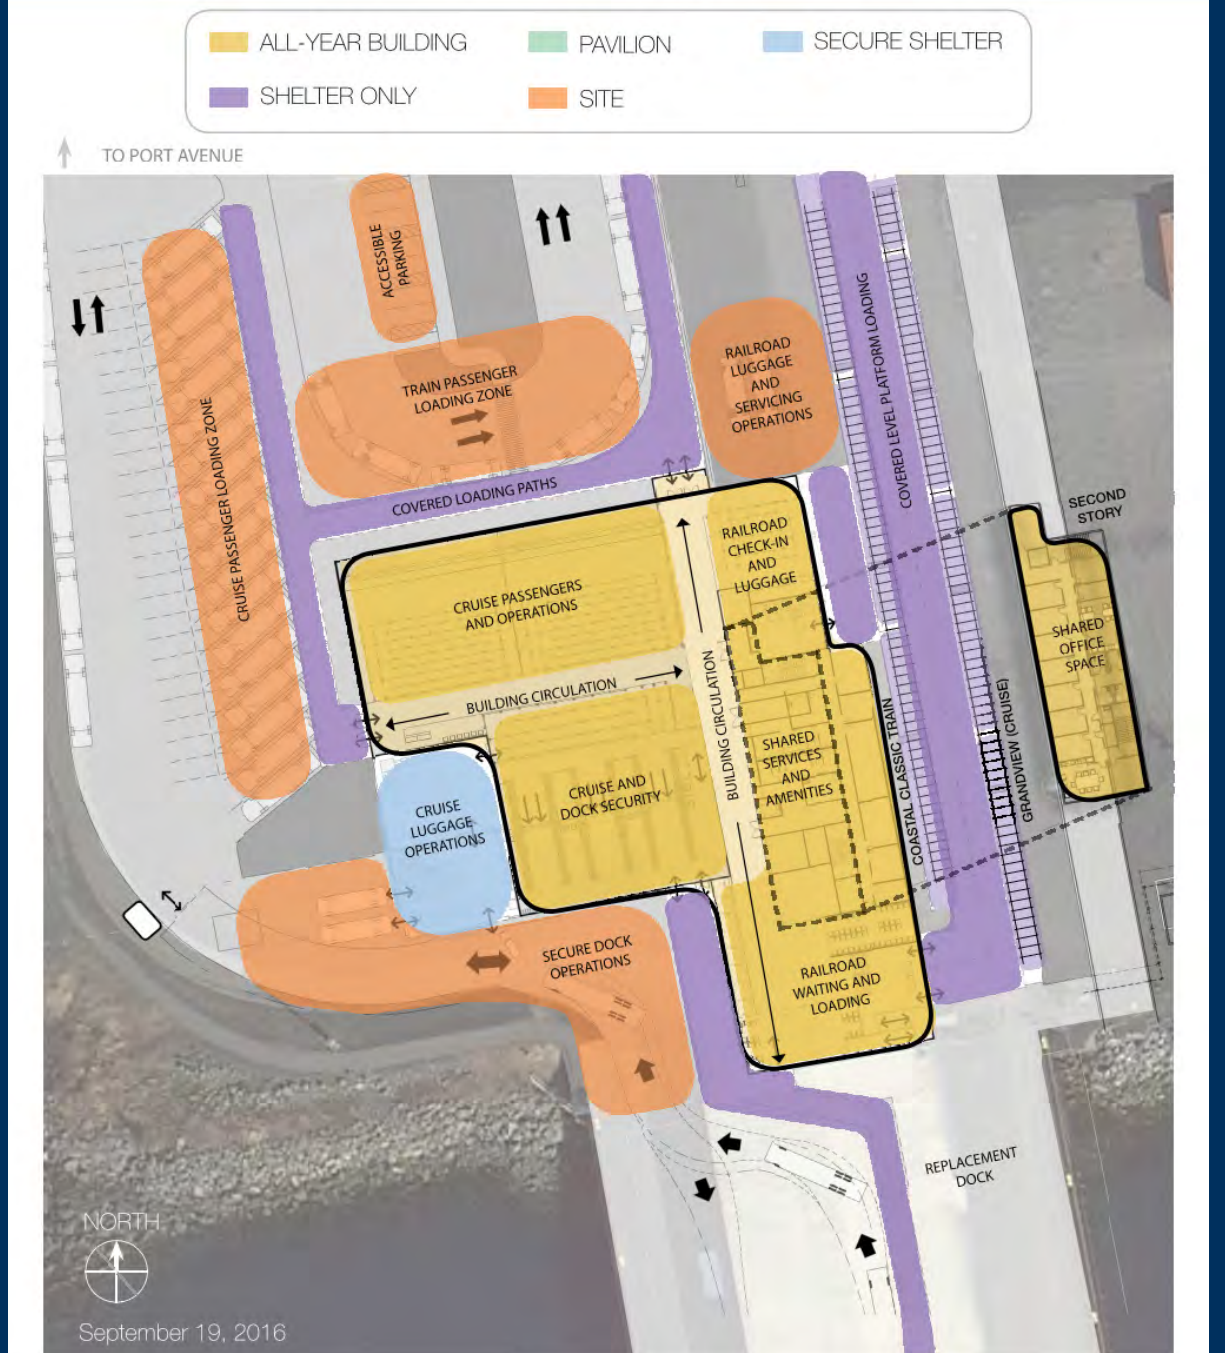 ALL-YEAR BUILDING
PAVILION
SECURE SHELTER
SHELTER ONLY
SITE
TO PORT AVENUE
ACCESSIBLE
PARKING
CRUISE PASSENGER LOADING ZONE
TRAIN PASSENGER
LOADING ZONE
RAILROAD
LUGGAGE
AND
SERVICING
OPERATIONS
COVERED LEVEL PLATFORM LOADING
COVERED LOADING PATHS
SECOND
STORY
RAILROAD
CHECK-IN
AND
LUGGAGE
CRUISE PASSENGERS
AND OPERATIONS
SHARED
OFFICE
SPACE
BUILDING CIRCULATION
BUILDING CIRCULATION
SHARED
SERVICES
AND
AMENITIES
COASTAL CLASSIC TRAIN
GRANDVIEW (CRUISE)
CRUISE
LUGGAGE
OPERATIONS
CRUISE AND
DOCK SECURITY
SECURE DOCK
OPERATIONS
RAILROAD
WAITING AND
LOADING
REPLACEMENT
DOCK
NORTH
September 19, 2016